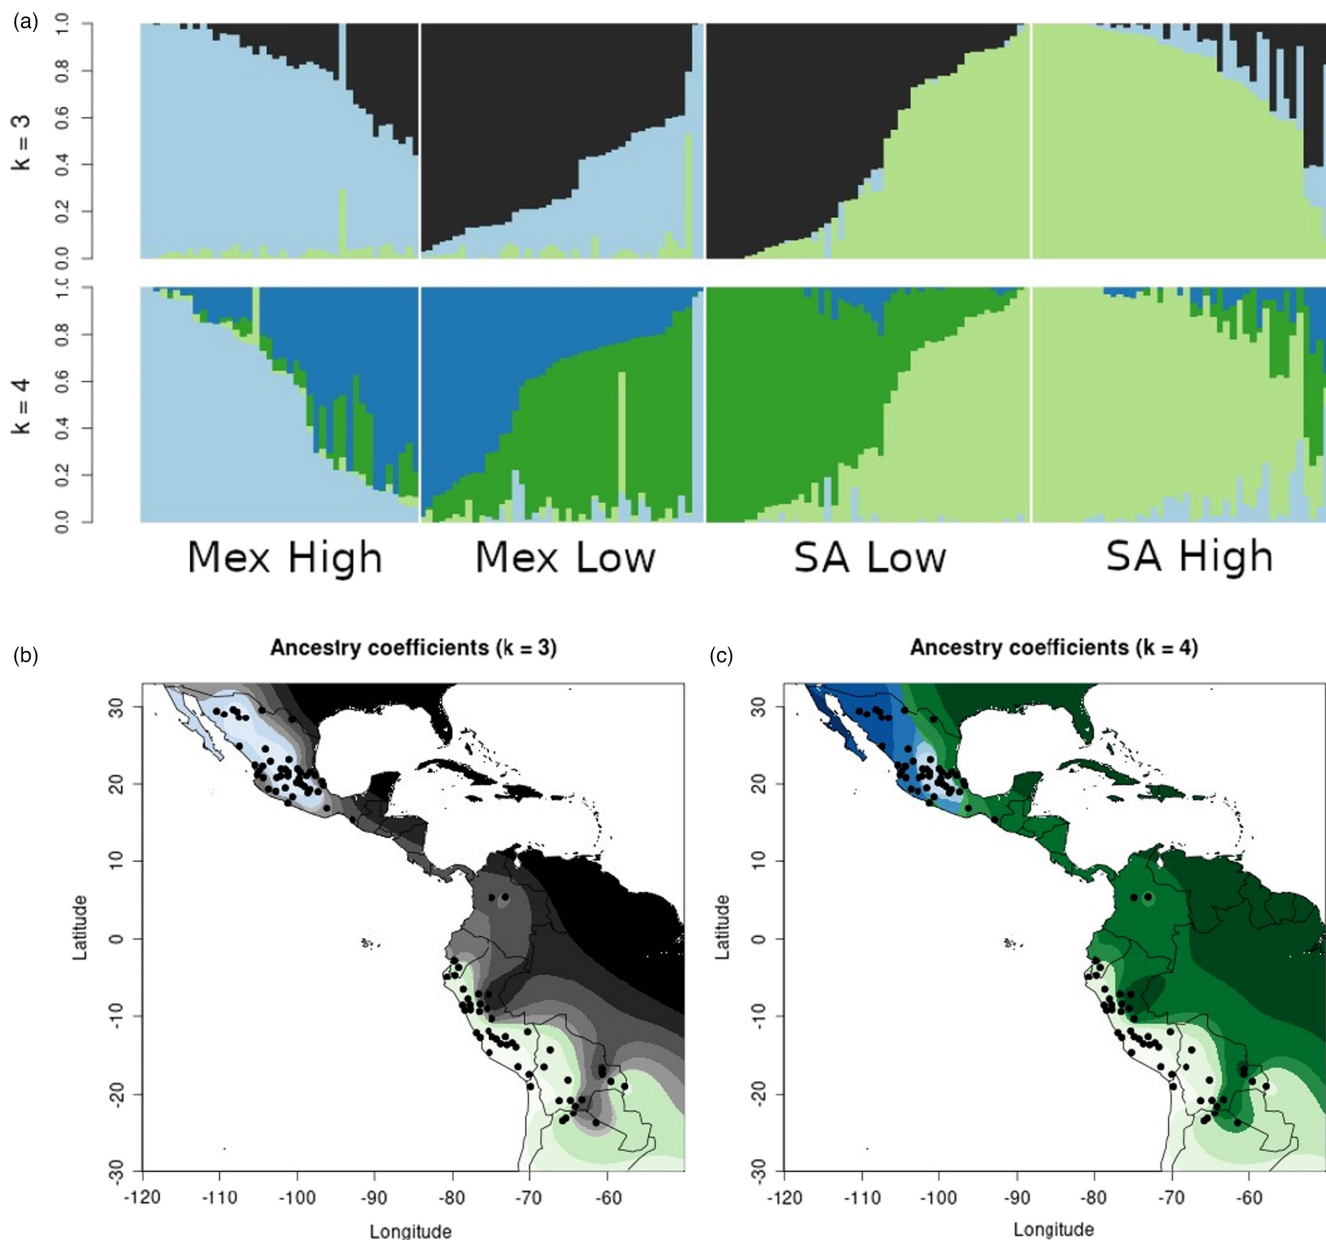 (a)
k = 3
0.0 0.2 0.4 0.6 0.8 1.0
k = 4
0.0 0.2 0.4 0.6 0.8
Mex High Mex Low SA Low SA High
(b) Ancestry coefficients (k = 3)
Latitude
30
20
10
0
-10
-20
-30
-120 -110 -100 -90 -80 -70 -60
Longitude
(c) Ancestry coefficients (k = 4)
Latitude
30
20
10
0
-10
-20
-30
-120 -110 -100 -90 -80 -70 -60
Longitude